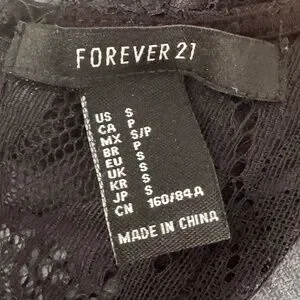 FOREVER 21
US S
CA P
MX S/P
BR P
EU S
UK S
KR S
JP S
CN 160/84A
MADE IN CHINA